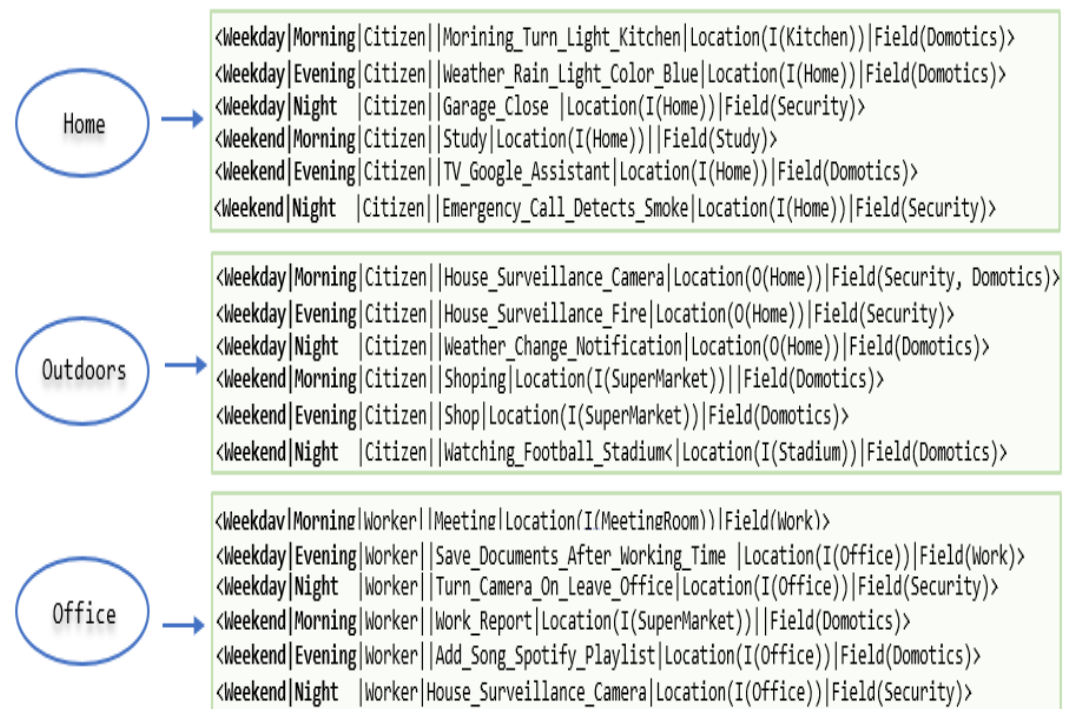 Home
<Weekday|Morning|Citizen||Morining_Turn_Light_Kitchen|Location(I(Kitchen))|Field(Domotics)>
<Weekday|Evening|Citizen||Weather_Rain_Light_Color_Blue|Location(I(Home))|Field(Domotics)>
<Weekday|Night |Citizen||Garage_Close |Location(I(Home))|Field(Security)>
<Weekend|Morning|Citizen||Study|Location(I(Home))||Field(Study)>
<Weekend|Evening|Citizen||TV_Google_Assistant|Location(I(Home))|Field(Domotics)>
<Weekend|Night |Citizen||Emergency_Call_Detects_Smoke|Location(I(Home))|Field(Security)>
Outdoors
<Weekday|Morning|Citizen||House_Surveillance_Camera|Location(O(Home))|Field(Security, Domotics)>
<Weekday|Evening|Citizen||House_Surveillance_Fire|Location(O(Home))|Field(Security)>
<Weekday|Night |Citizen||Weather_Change_Notification|Location(O(Home))|Field(Domotics)>
<Weekend|Morning|Citizen||Shoping|Location(I(SuperMarket))||Field(Domotics)>
<Weekend|Evening|Citizen||Shop|Location(I(SuperMarket))|Field(Domotics)>
<Weekend|Night |Citizen||Watching_Football_Stadium<|Location(I(Stadium))|Field(Domotics)>
Office
<Weekday|Morning|Worker||Meeting|Location(I(MeetingRoom))|Field(Work)>
<Weekday|Evening|Worker||Save_Documents_After_Working_Time |Location(I(Office))|Field(Work)>
<Weekday|Night |Worker||Turn_Camera_On_Leave_Office|Location(I(Office))|Field(Security)>
<Weekend|Morning|Worker||Work_Report|Location(I(SuperMarket))||Field(Domotics)>
<Weekend|Evening|Worker||Add_Song_Spotify_Playlist|Location(I(Office))|Field(Domotics)>
<Weekend|Night |Worker|House_Surveillance_Camera|Location(I(Office))|Field(Security)>